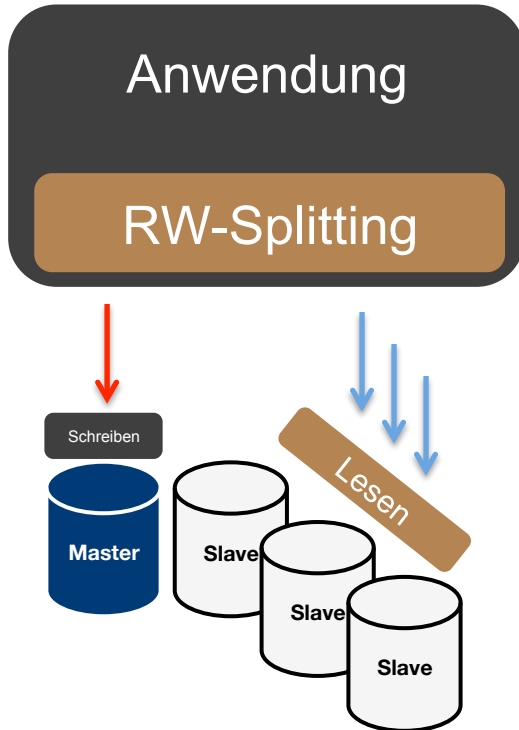 Anwendung
RW-Splitting
Schreiben
Lesen
Master
Slave
Slave
Slave